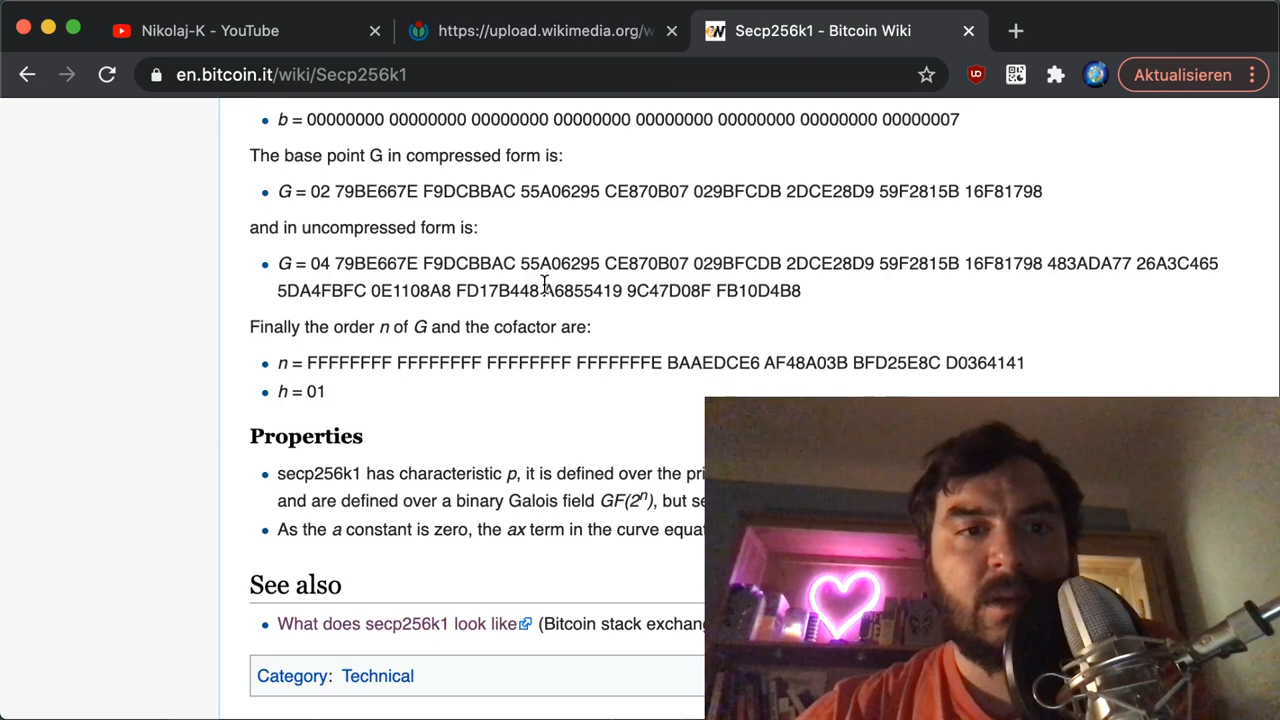 Nikolaj-K - YouTube
https://upload.wikimedia.org/w
Secp256k1 - Bitcoin Wiki
en.bitcoin.it/wiki/Secp256k1
Aktualisieren
b = 00000000 00000000 00000000 00000000 00000000 00000000 00000000 00000007
The base point G in compressed form is:
G = 02 79BE667E F9DCBBAC 55A06295 CE870B07 029BFCDB 2DCE28D9 59F2815B 16F81798
and in uncompressed form is:
G = 04 79BE667E F9DCBBAC 55A06295 CE870B07 029BFCDB 2DCE28D9 59F2815B 16F81798 483ADA77 26A3C465
5DA4FBFC 0E1108A8 FD17B448 A6855419 9C47D08F FB10D4B8
Finally the order n of G and the cofactor are:
n = FFFFFFFF FFFFFFFF FFFFFFFF FFFFFFFE BAAEDCE6 AF48A03B BFD25E8C D0364141
h = 01
Properties
secp256k1 has characteristic p, it is defined over the pri
and are defined over a binary Galois field GF(2ⁿ), but se
As the a constant is zero, the ax term in the curve equa
See also
What does secp256k1 look like (Bitcoin stack exchan
Category: Technical